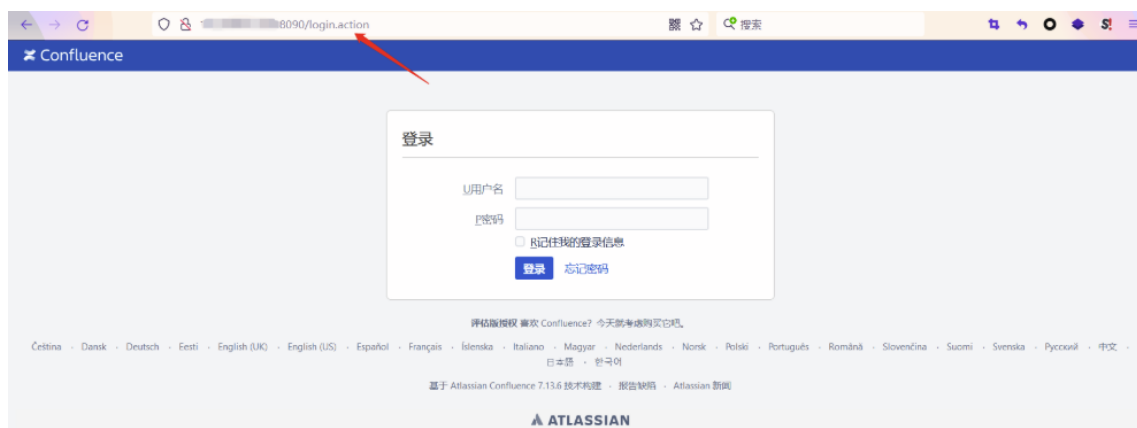 8090/login.action
搜索
Confluence
登录
U用户名
P密码
R记住我的登录信息
登录 忘记密码
评估版授权 喜欢 Confluence? 今天就考虑购买它吧。
Čeština · Dansk · Deutsch · Eesti · English (UK) · English (US) · Español · Français · Íslenska · Italiano · Magyar · Nederlands · Norsk · Polski · Português · Română · Slovenčina · Suomi · Svenska · Русский · 中文 ·
日本語 · 한국어
基于 Atlassian Confluence 7.13.6 技术构建 · 报告缺陷 · Atlassian 新闻
ATLASSIAN